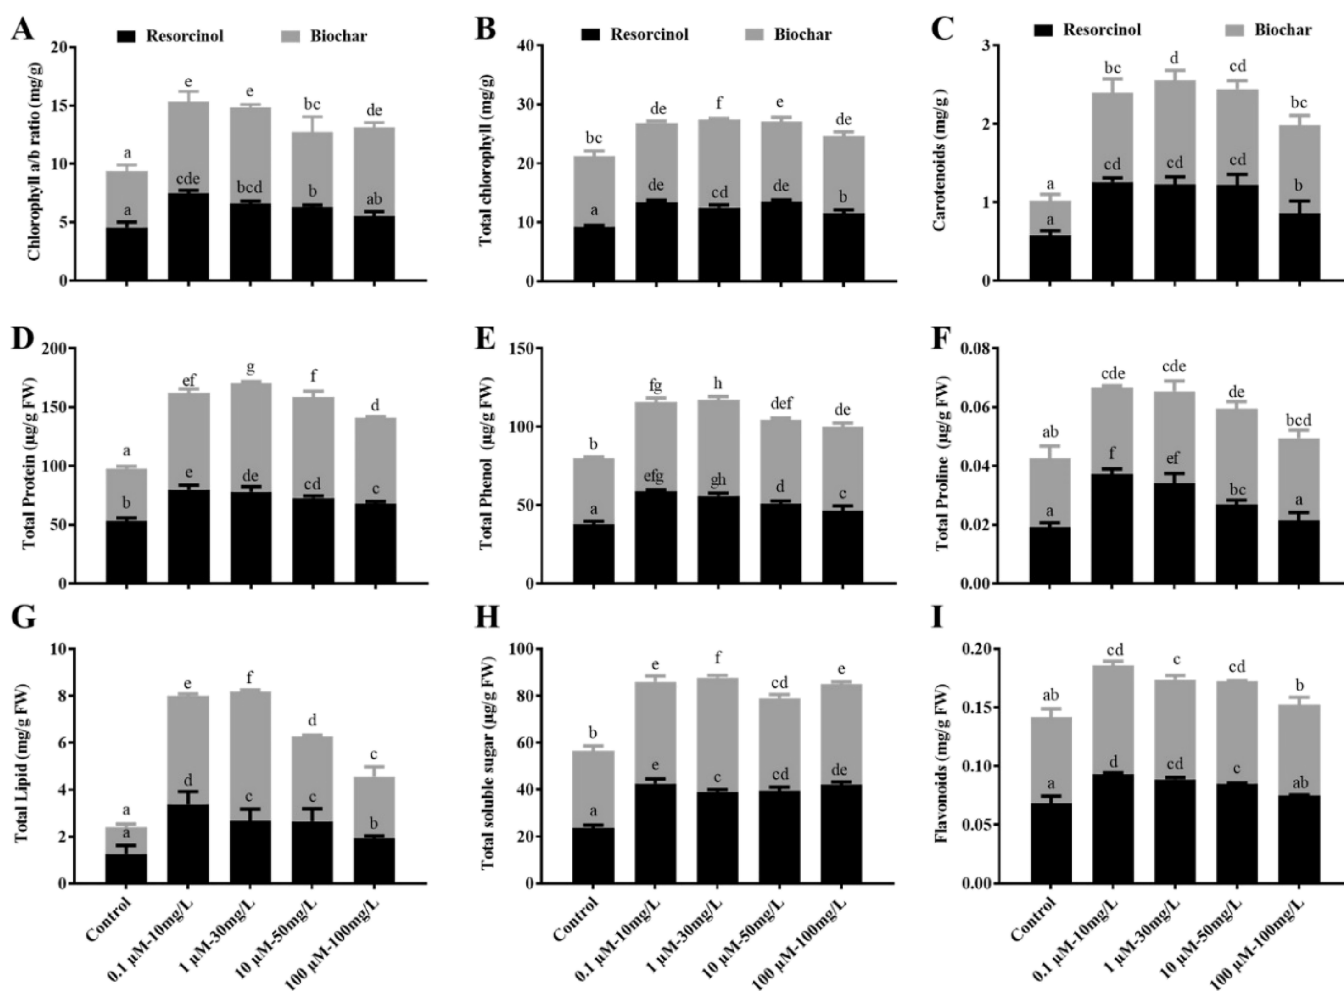 A
Resorcinol Biochar
Chlorophyll a/b ratio (mg/g)
20
15
10
5
0
a e e bc de
a cde bcd b ab
B
Resorcinol Biochar
Total chlorophyll (mg/g)
40
30
20
10
0
bc de f e de
a de cd de b
C
Resorcinol Biochar
Carotenoids (mg/g)
3
2
1
0
a bc d cd bc
a cd cd cd b
D
Total Protein (µg/g FW)
200
150
100
50
0
a ef g f d
b e de cd c
E
Total Phenol (µg/g FW)
150
100
50
0
b fg h def de
a efg gh d c
F
Total Proline (µg/g FW)
0.08
0.06
0.04
0.02
0.00
ab cde cde de bcd
a f ef bc a
G
Total Lipid (mg/g FW)
10
8
6
4
2
0
a e f d c
a d c c b
Control
0.1 µM-10mg/L
1 µM-30mg/L
10 µM-50mg/L
100 µM-100mg/L
H
Total soluble sugar (µg/g FW)
100
80
60
40
20
0
b e f cd e
a e c cd de
Control
0.1 µM-10mg/L
1 µM-30mg/L
10 µM-50mg/L
100 µM-100mg/L
I
Flavonoids (mg/g FW)
0.20
0.15
0.10
0.05
0.00
ab cd c cd b
a d cd c ab
Control
0.1 µM-10mg/L
1 µM-30mg/L
10 µM-50mg/L
100 µM-100mg/L